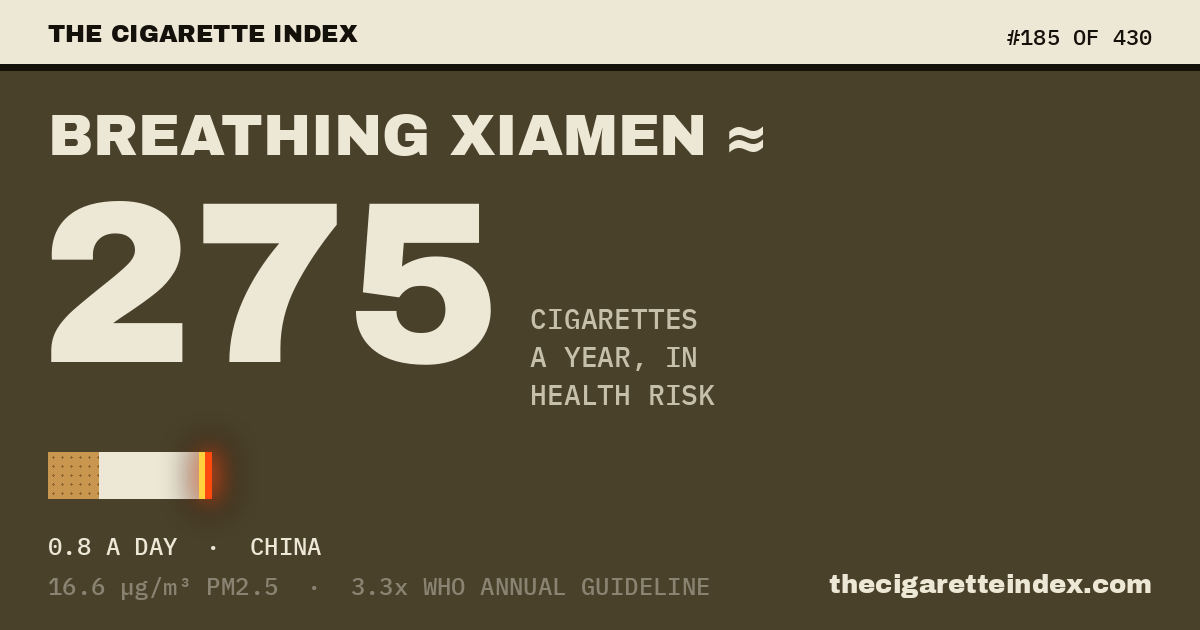 THE CIGARETTE INDEX
#185 OF 430
BREATHING XIAMEN ≈
275
CIGARETTES
A YEAR, IN
HEALTH RISK
0.8 A DAY · CHINA
16.6 µg/m³ PM2.5 · 3.3x WHO ANNUAL GUIDELINE
thecigaretteindex.com